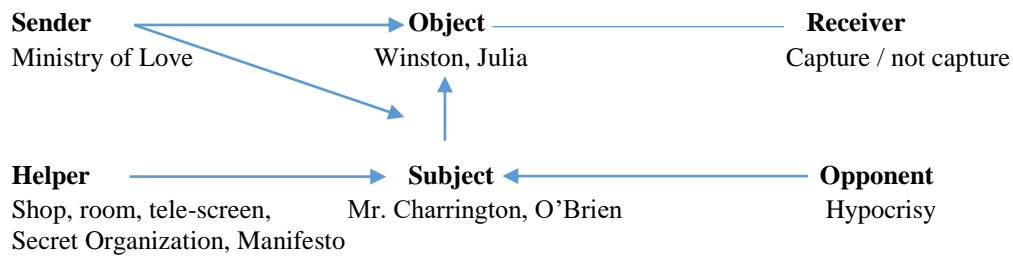 Sender Object Receiver
Ministry of Love Winston, Julia Capture / not capture
Helper Subject Opponent
Shop, room, tele-screen, Mr. Charrington, O’Brien Hypocrisy
Secret Organization, Manifesto